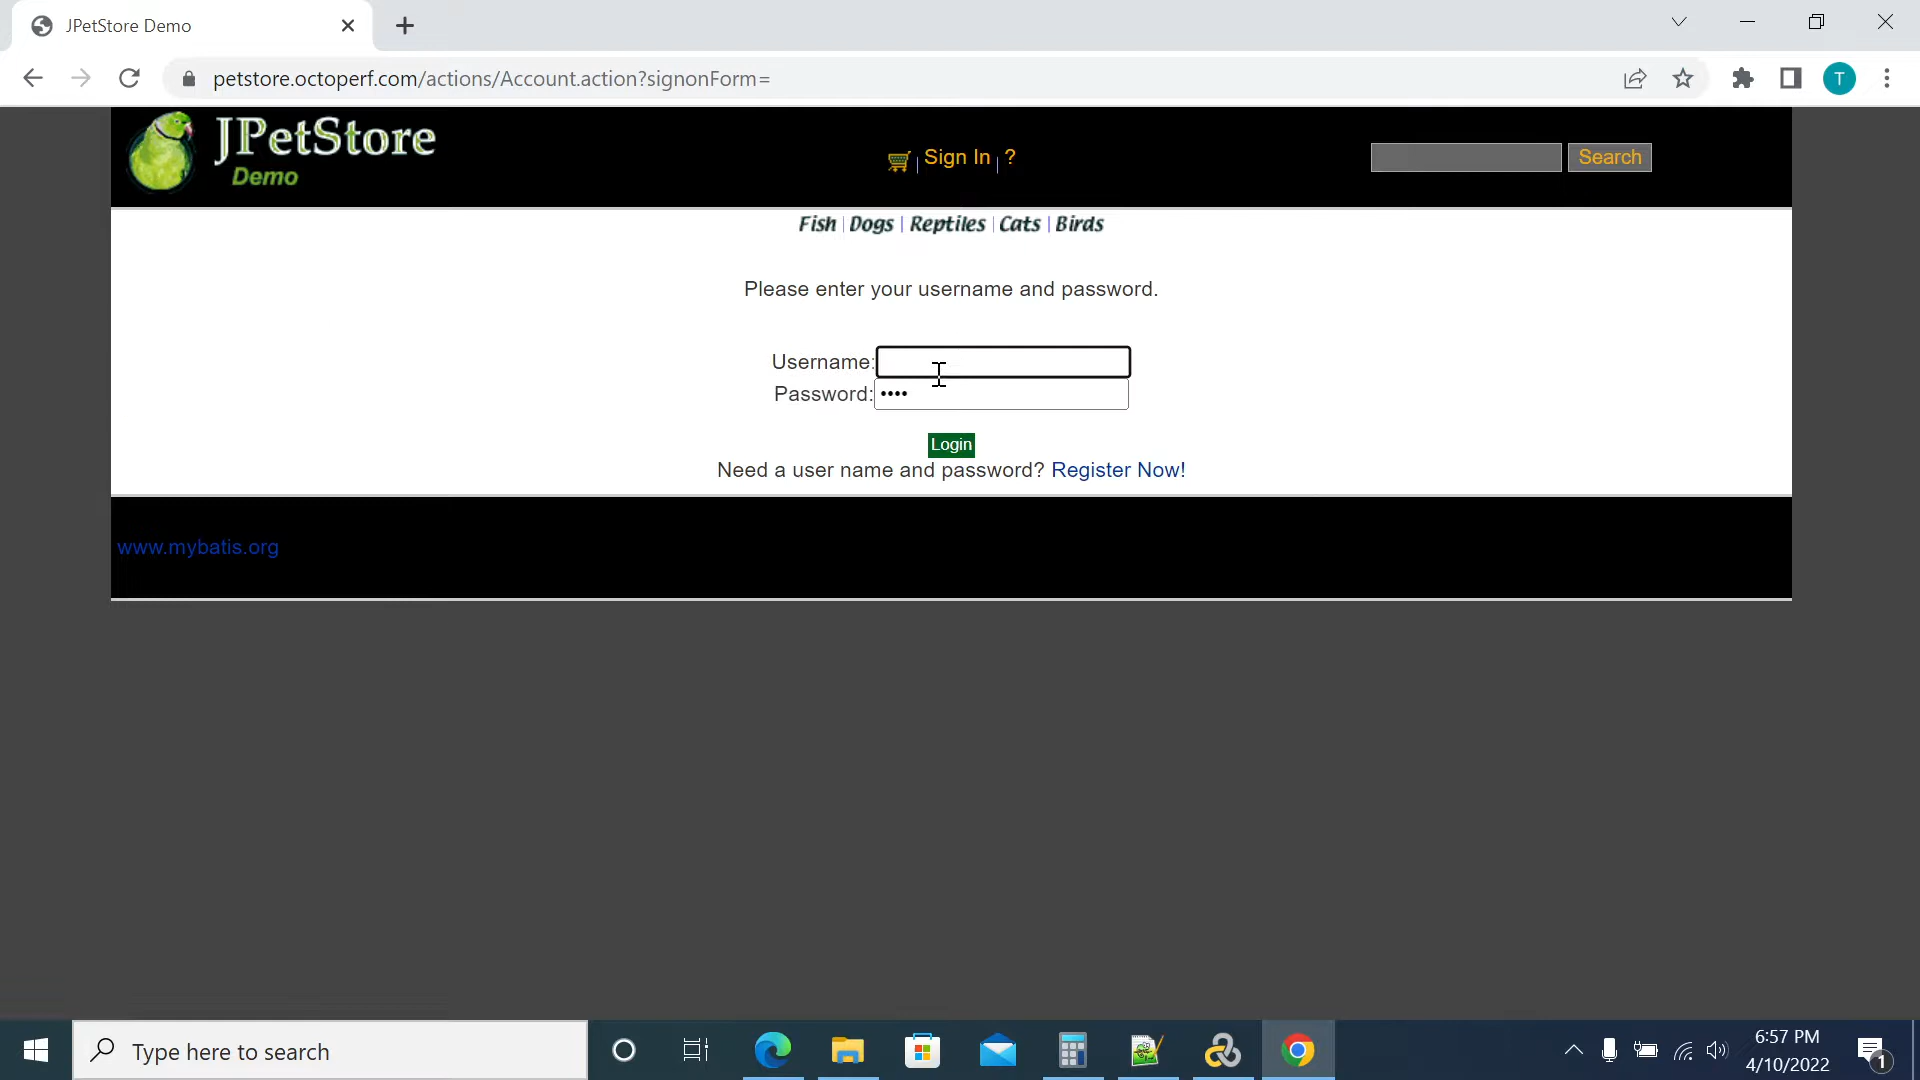 JPetStore Demo
petstore.octoperf.com/actions/Account.action?signonForm=
T
JPetStore
Demo
Sign In | ?
Search
Fish | Dogs | Reptiles | Cats | Birds
Please enter your username and password.
Username:
Password: ••••
Login
Need a user name and password? Register Now!
www.mybatis.org
Type here to search
6:57 PM
4/10/2022
1